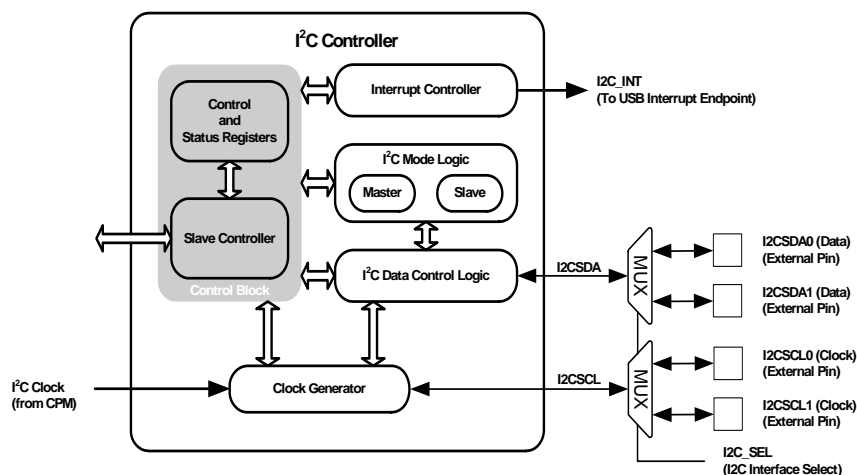 I²C Controller
Control
and
Status Registers
Interrupt Controller
I2C_INT
(To USB Interrupt Endpoint)
I²C Mode Logic
Master
Slave
Slave Controller
Control Block
I²C Data Control Logic
I2CSDA
MUX
I2CSDA0 (Data)
(External Pin)
I2CSDA1 (Data)
(External Pin)
I²C Clock
(from CPM)
Clock Generator
I2CSCL
MUX
I2CSCL0 (Clock)
(External Pin)
I2CSCL1 (Clock)
(External Pin)
I2C_SEL
(I2C Interface Select)